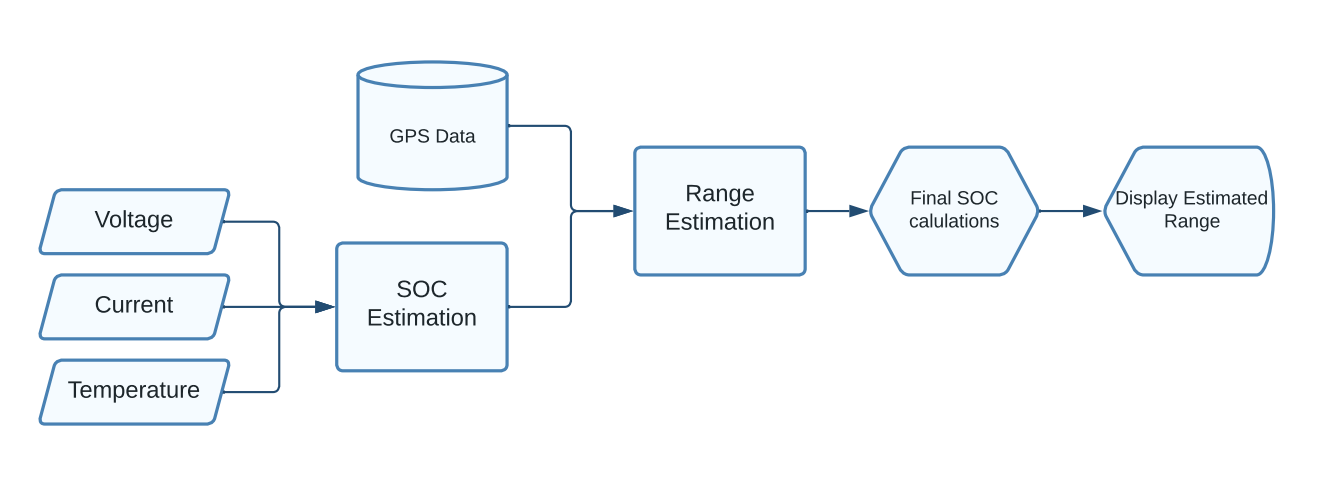 GPS Data
Voltage
Current
Temperature
SOC
Estimation
Range
Estimation
Final SOC
calulations
Display Estimated
Range